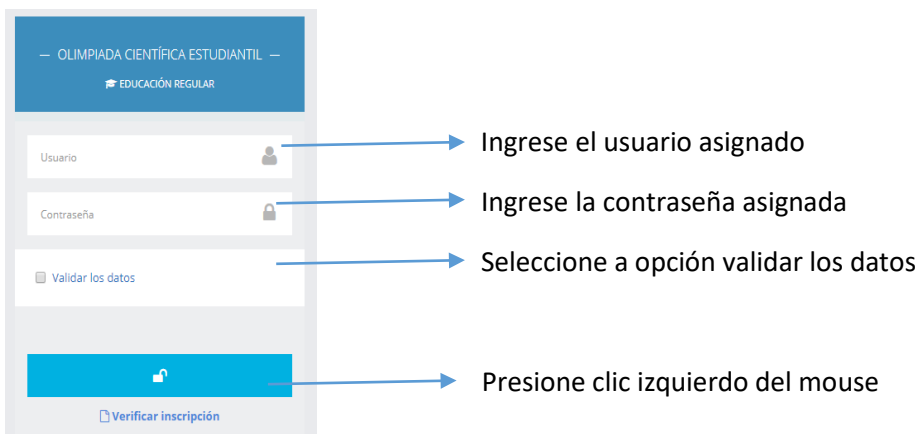 — OLIMPIADA CIENTÍFICA ESTUDIANTIL —
EDUCACIÓN REGULAR
Usuario
Ingrese el usuario asignado
Contraseña
Ingrese la contraseña asignada
Validar los datos
Seleccione a opción validar los datos
Presione clic izquierdo del mouse
Verificar inscripción